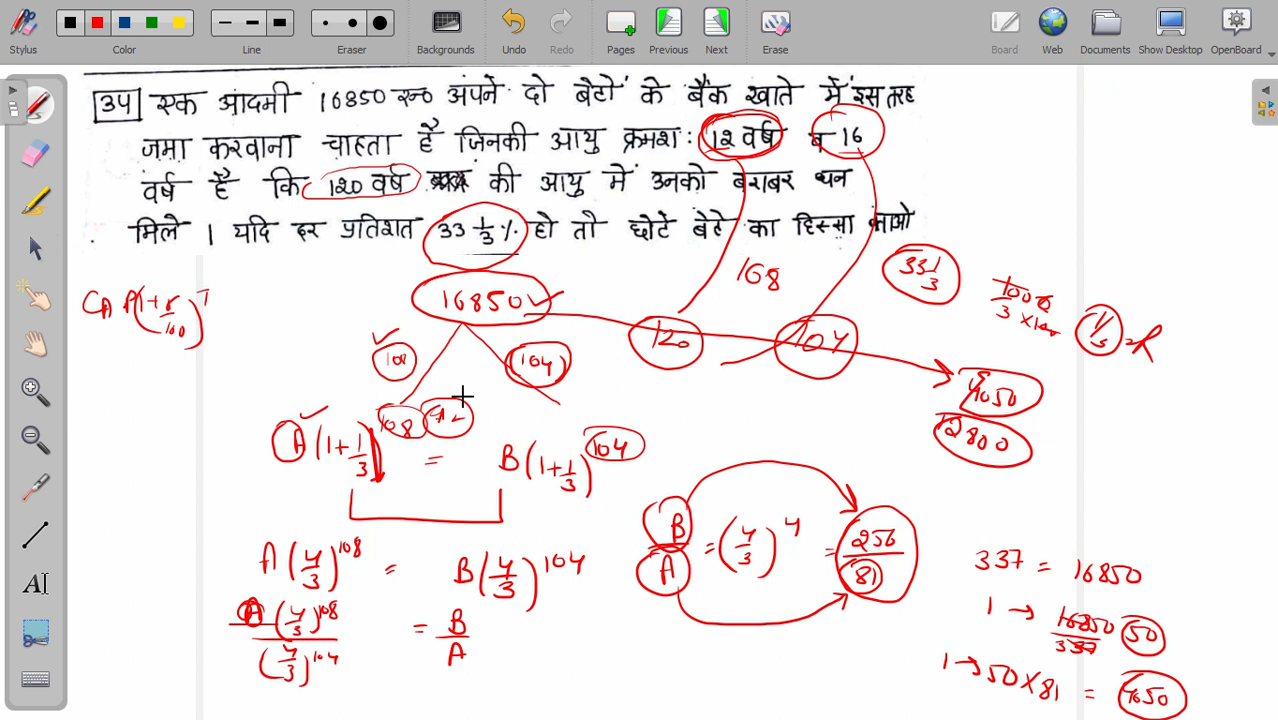 Stylus Color Line Eraser Backgrounds Undo Redo Pages Previous Next Erase Board Web Documents Show Desktop OpenBoard
34 एक आदमी 16850 रू० अपने दो बेटों के बैंक खाते में इस तरह
जमा करवाना चाहता है जिनकी आयु क्रमश: 12 वर्ष व 16
वर्ष है कि 120 वर्ष की आयु में उनको बराबर धन
मिले । यदि दर प्रतिशत 33 1/3 % हो तो छोटे बेटे का हिस्सा बताओ
168
33 1/3
16850
100/3 × 100
1/3 = R
120
104
108
104
4050
12800
A (1+1/3)^108 = B (1+1/3)^104
B/A = (4/3)^4 = 256/81
A (4/3)^108 = B (4/3)^104
A (4/3)^108 / (4/3)^104 = B/A
337 = 16850
1 → 16850/337 50
1 → 50 × 81 = 4050